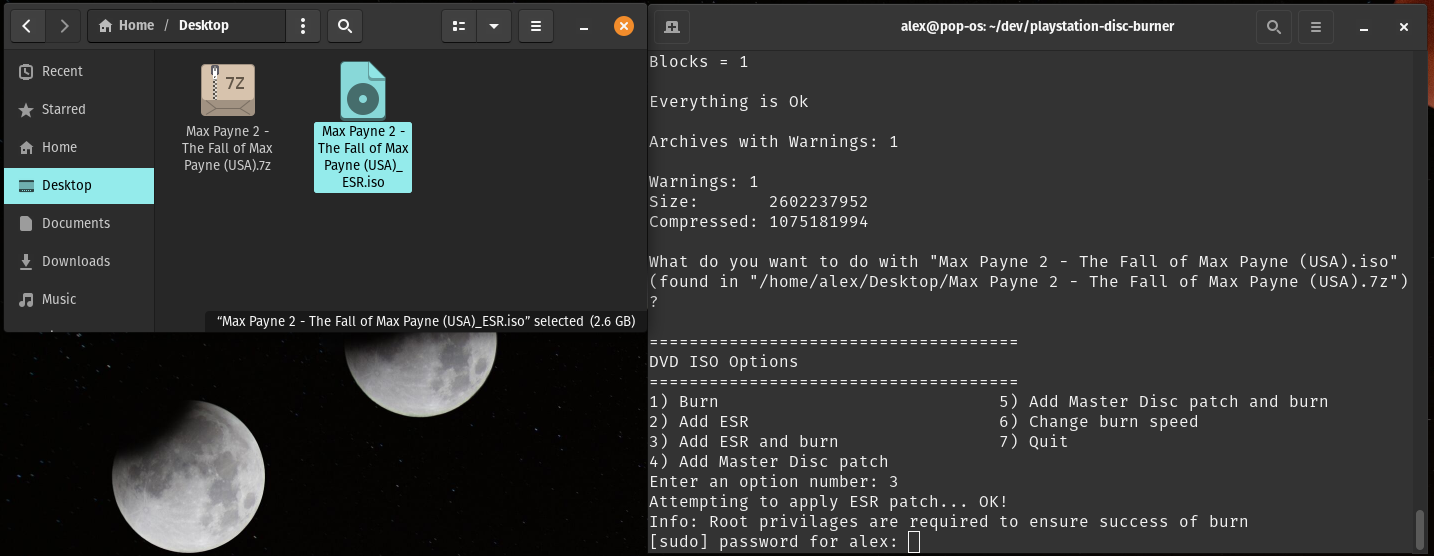 Home / Desktop
Recent
Starred
Home
Desktop
Documents
Downloads
Music
7Z
Max Payne 2 -
The Fall of Max
Payne (USA).7z
Max Payne 2 -
The Fall of Max
Payne (USA)_
ESR.iso
“Max Payne 2 - The Fall of Max Payne (USA)_ESR.iso” selected (2.6 GB)
alex@pop-os: ~/dev/playstation-disc-burner
Blocks = 1
Everything is Ok
Archives with Warnings: 1
Warnings: 1
Size: 2602237952
Compressed: 1075181994
What do you want to do with "Max Payne 2 - The Fall of Max Payne (USA).iso"
(found in "/home/alex/Desktop/Max Payne 2 - The Fall of Max Payne (USA).7z")
?
=====================================
DVD ISO Options
=====================================
1) Burn 5) Add Master Disc patch and burn
2) Add ESR 6) Change burn speed
3) Add ESR and burn 7) Quit
4) Add Master Disc patch
Enter an option number: 3
Attempting to apply ESR patch... OK!
Info: Root privilages are required to ensure success of burn
[sudo] password for alex: